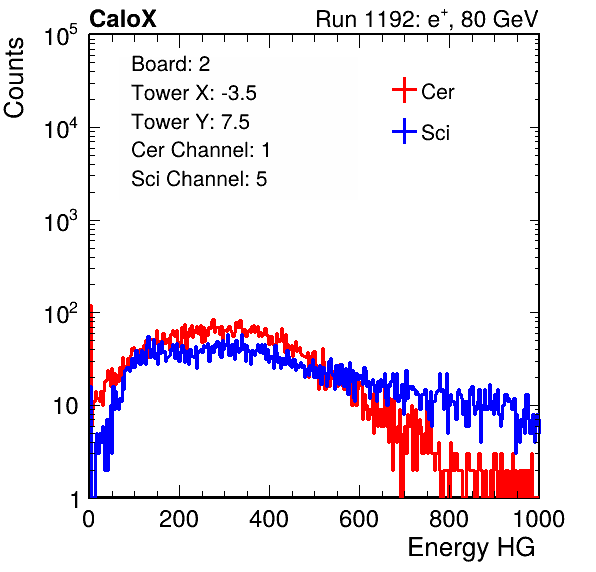 CaloX Run 1192: e⁺, 80 GeV
Counts
10⁵
10⁴
10³
10²
10
1
Board: 2
Tower X: -3.5
Tower Y: 7.5
Cer Channel: 1
Sci Channel: 5
Cer
Sci
0 200 400 600 800 1000
Energy HG